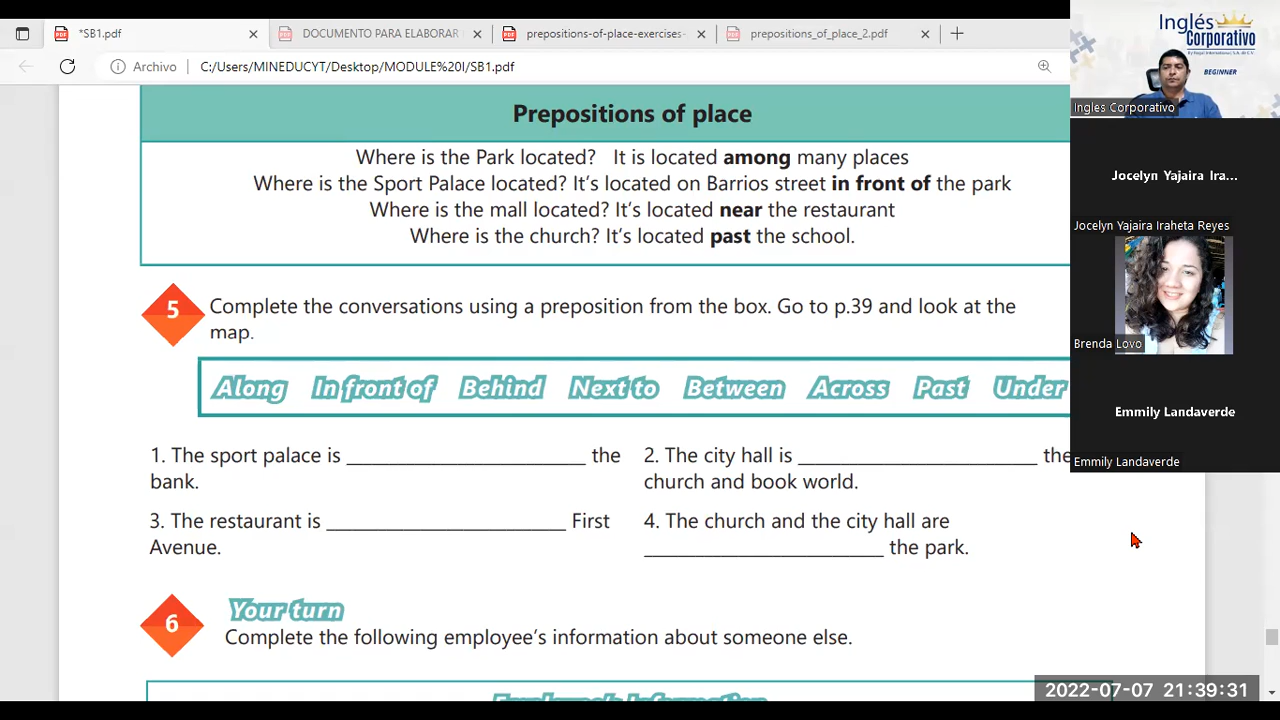 *SB1.pdf
DOCUMENTO PARA ELABORAR
prepositions-of-place-exercises-
prepositions_of_place_2.pdf
Archivo
C:/Users/MINEDUCYT/Desktop/MODULE%20I/SB1.pdf
Prepositions of place
Where is the Park located? It is located among many places
Where is the Sport Palace located? It's located on Barrios street in front of the park
Where is the mall located? It's located near the restaurant
Where is the church? It's located past the school.
5
Complete the conversations using a preposition from the box. Go to p.39 and look at the
map.
Along In front of Behind Next to Between Across Past Under
1. The sport palace is ______________________ the
bank.
2. The city hall is ______________________ the
church and book world.
3. The restaurant is ______________________ First
Avenue.
4. The church and the city hall are
______________________ the park.
6
Your turn
Complete the following employee's information about someone else.
Employee's Information
Inglés
Corporativo
BEGINNER
Ingles Corporativo
Jocelyn Yajaira Ira...
Jocelyn Yajaira Iraheta Reyes
Brenda Lovo
Emmily Landaverde
Emmily Landaverde
2022-07-07 21:39:31